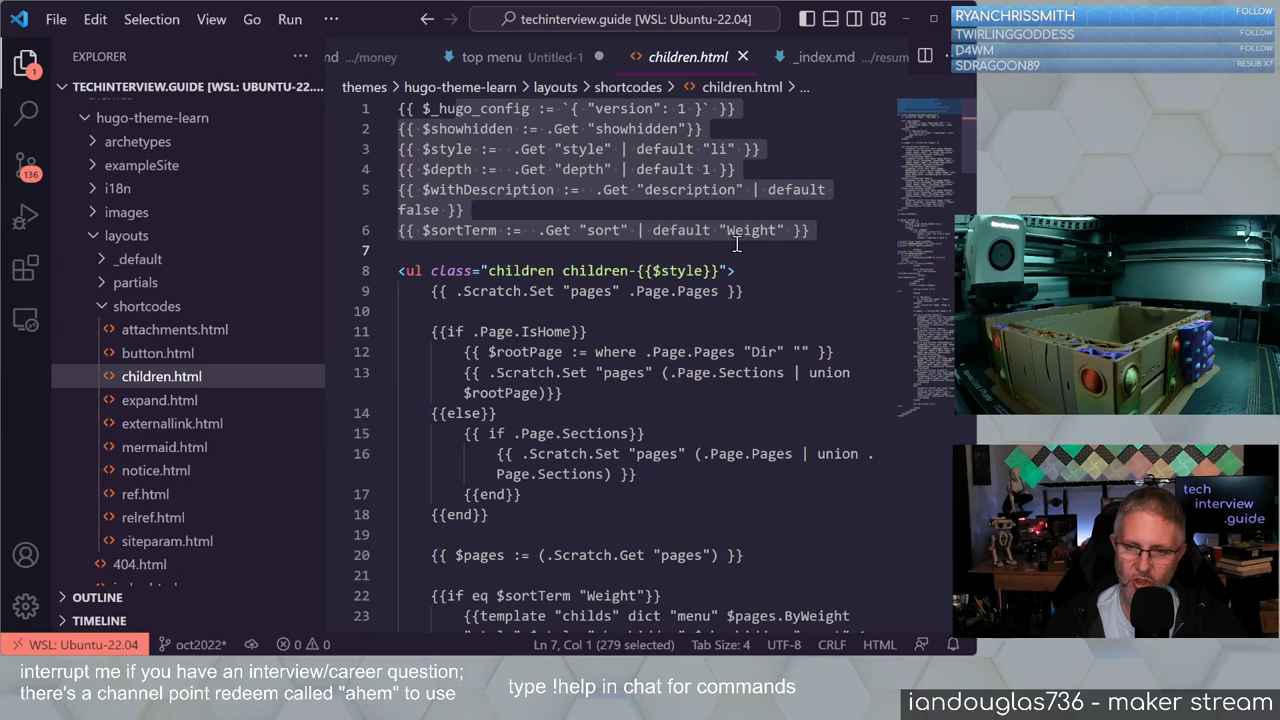 File Edit Selection View Go Run ···
techinterview.guide [WSL: Ubuntu-22.04]
EXPLORER
TECHINTERVIEW.GUIDE [WSL: UBUNTU-22.04...
hugo-theme-learn
archetypes
exampleSite
i18n
images
layouts
_default
partials
shortcodes
attachments.html
button.html
children.html
expand.html
externallink.html
mermaid.html
notice.html
ref.html
relref.html
siteparam.html
404.html
OUTLINE
TIMELINE
1
136
nd .../money
top menu Untitled-1
children.html
_index.md .../resum
themes > hugo-theme-learn > layouts > shortcodes > children.html > ...
1 {{ $_hugo_config := `{ "version": 1 }` }}
2 {{ $showhidden := .Get "showhidden"}}
3 {{ $style := .Get "style" | default "li" }}
4 {{ $depth := .Get "depth" | default 1 }}
5 {{ $withDescription := .Get "description" | default
false }}
6 {{ $sortTerm := .Get "sort" | default "Weight" }}
7
8 <ul class="children children-{{$style}}">
9 {{ .Scratch.Set "pages" .Page.Pages }}
10
11 {{if .Page.IsHome}}
12 {{ $rootPage := where .Page.Pages "Dir" "" }}
13 {{ .Scratch.Set "pages" (.Page.Sections | union
$rootPage)}}
14 {{else}}
15 {{ if .Page.Sections}}
16 {{ .Scratch.Set "pages" (.Page.Pages | union .
Page.Sections) }}
17 {{end}}
18 {{end}}
19
20 {{ $pages := (.Scratch.Get "pages") }}
21
22 {{if eq $sortTerm "Weight"}}
23 {{template "childs" dict "menu" $pages.ByWeight
WSL: Ubuntu-22.04 oct2022* 0 0 Ln 7, Col 1 (279 selected) Tab Size: 4 UTF-8 CRLF HTML
RYANCHRISSMITH FOLLOW
TWIRLINGGODDESS FOLLOW
D4WM FOLLOW
SDRAGOON89 RESUB X7
tech
interview
.guide
interrupt me if you have an interview/career question;
there's a channel point redeem called "ahem" to use
type !help in chat for commands
iandouglas736 - maker stream